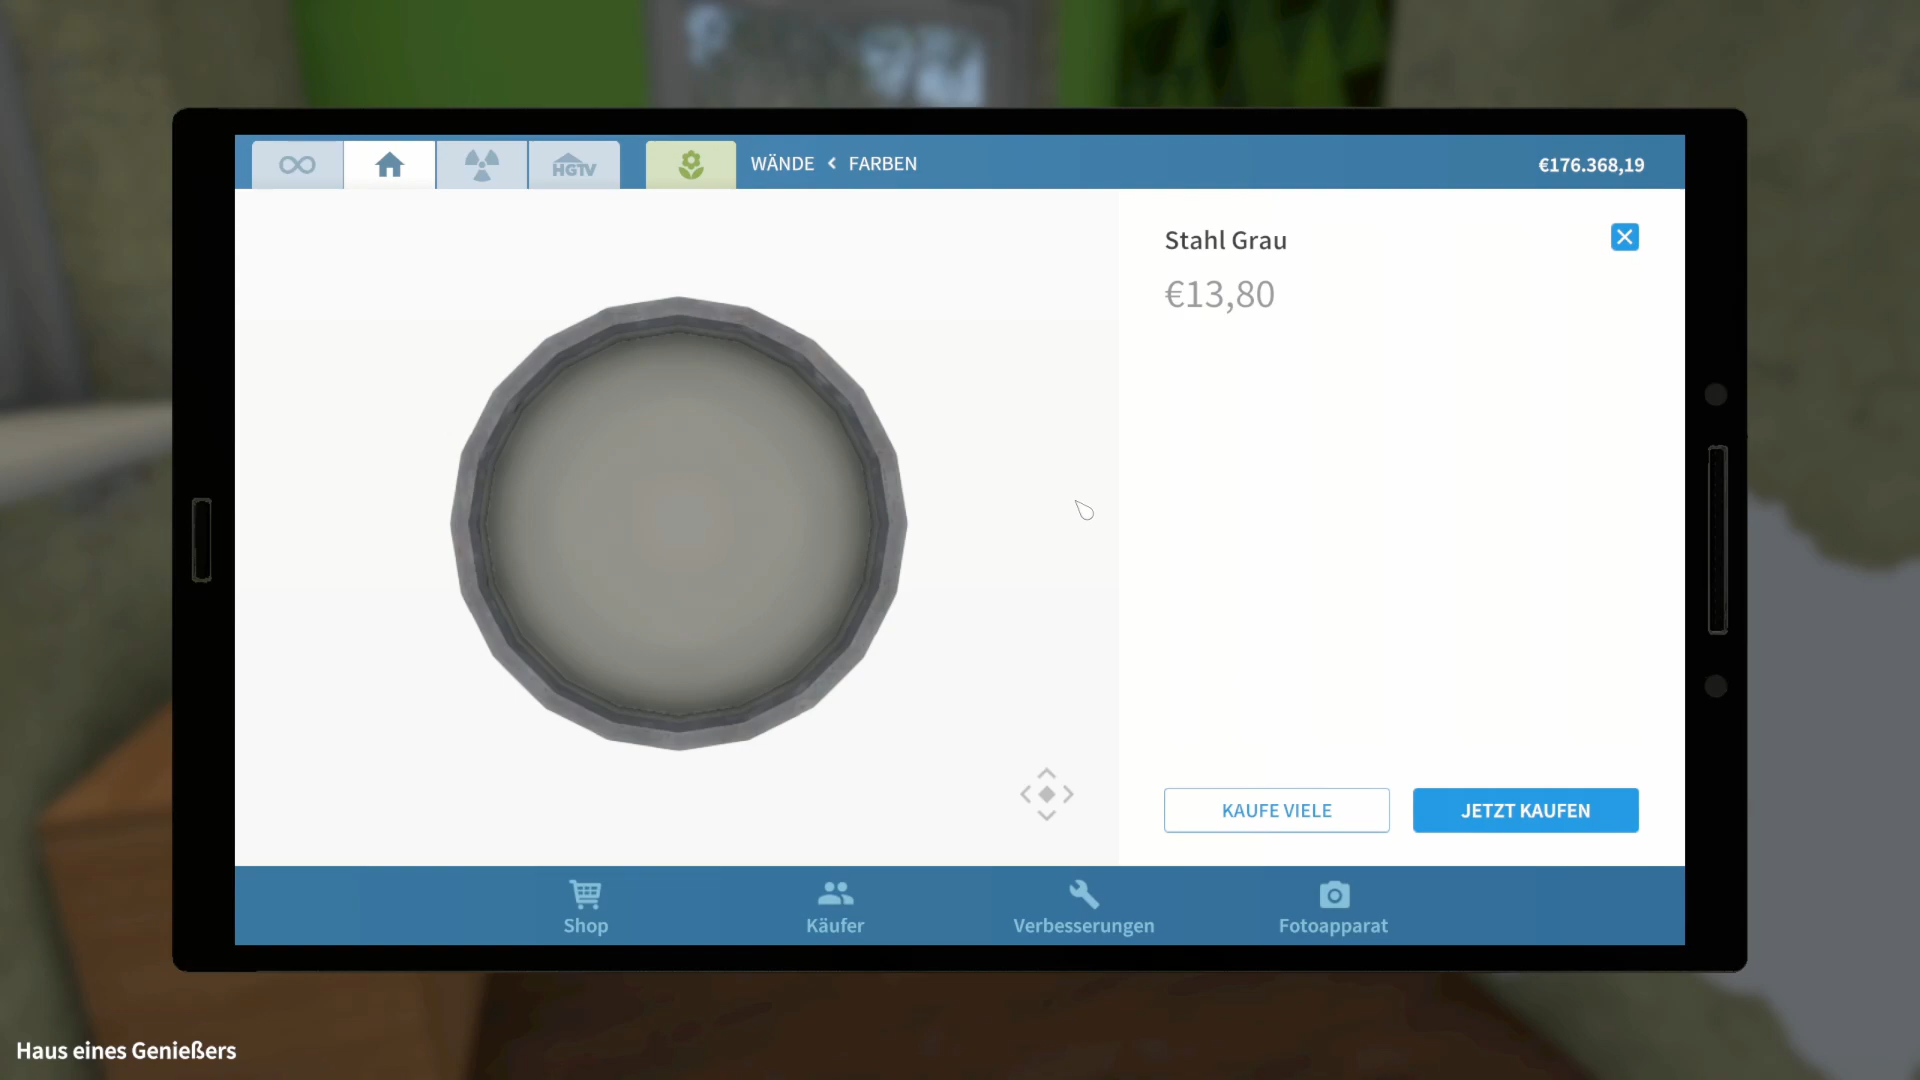 HGTV
WÄNDE < FARBEN
€176.368,19
Stahl Grau
€13,80
KAUFE VIELE
JETZT KAUFEN
Shop
Käufer
Verbesserungen
Fotoapparat
Haus eines Genießers